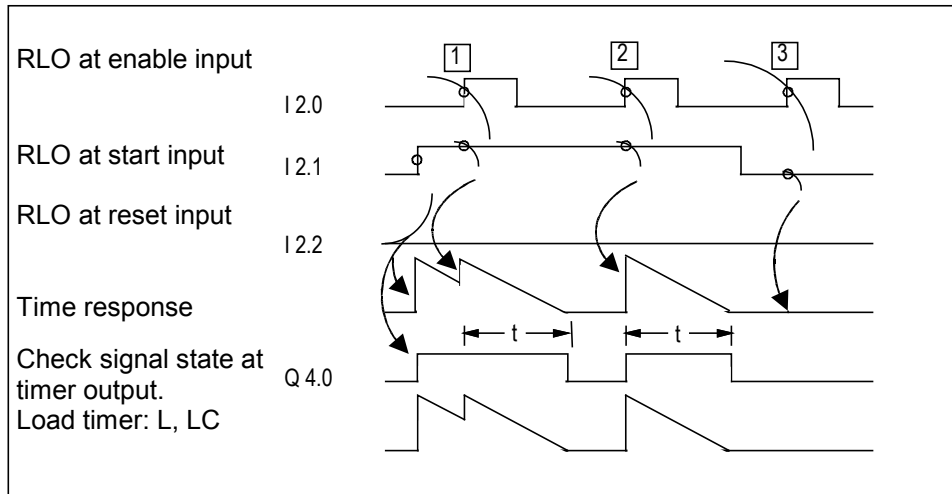 RLO at enable input
1
2
3
I 2.0
RLO at start input
I 2.1
RLO at reset input
I 2.2
Time response
t
t
Check signal state at
timer output.
Q 4.0
Load timer: L, LC